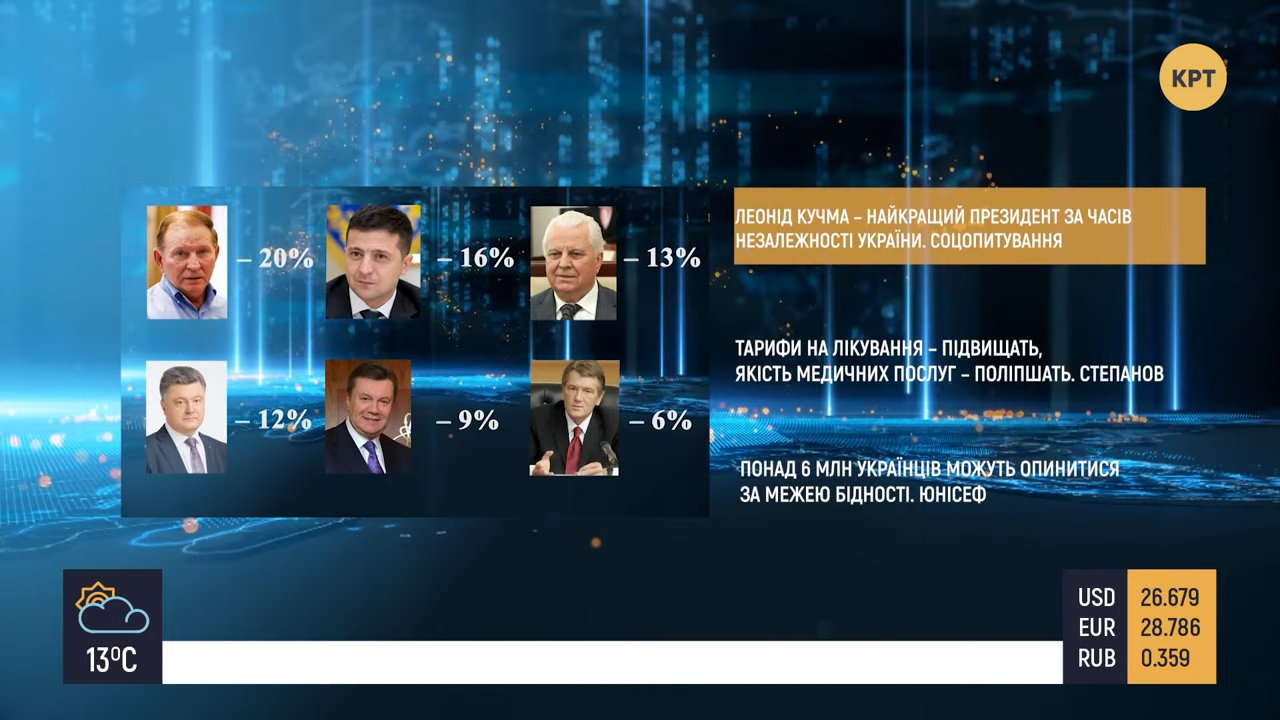 КРТ
– 20%
– 16%
– 13%
– 12%
– 9%
– 6%
ЛЕОНІД КУЧМА – НАЙКРАЩИЙ ПРЕЗИДЕНТ ЗА ЧАСІВ
НЕЗАЛЕЖНОСТІ УКРАЇНИ. СОЦОПИТУВАННЯ
ТАРИФИ НА ЛІКУВАННЯ – ПІДВИЩАТЬ,
ЯКІСТЬ МЕДИЧНИХ ПОСЛУГ – ПОЛІПШАТЬ. СТЕПАНОВ
ПОНАД 6 МЛН УКРАЇНЦІВ МОЖУТЬ ОПИНИТИСЯ
ЗА МЕЖЕЮ БІДНОСТІ. ЮНІСЕФ
13°C
USD 26.679
EUR 28.786
RUB 0.359